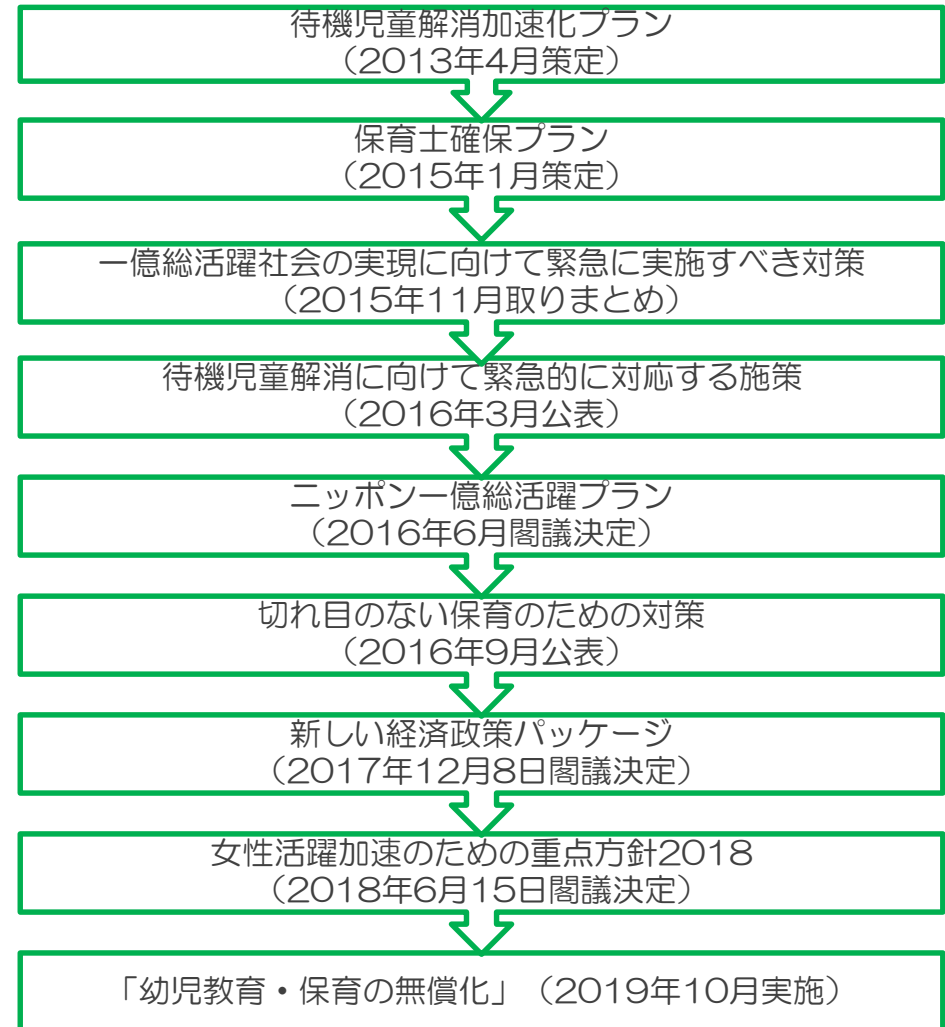 待機児童解消加速化プラン
（2013年4月策定）
保育士確保プラン
（2015年1月策定）
一億総活躍社会の実現に向けて緊急に実施すべき対策
（2015年11月取りまとめ）
待機児童解消に向けて緊急的に対応する施策
（2016年3月公表）
ニッポン一億総活躍プラン
（2016年6月閣議決定）
切れ目のない保育のための対策
（2016年9月公表）
新しい経済政策パッケージ
（2017年12月8日閣議決定）
女性活躍加速のための重点方針2018
（2018年6月15日閣議決定）
「幼児教育・保育の無償化」（2019年10月実施）